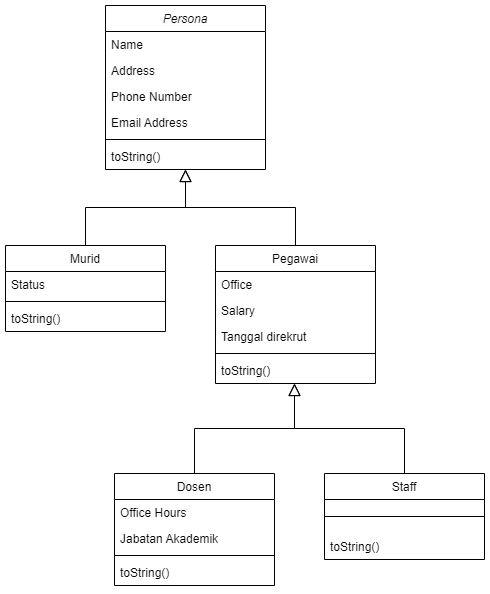 Persona
Name
Address
Phone Number
Email Address
toString()
Murid
Status
toString()
Pegawai
Office
Salary
Tanggal direkrut
toString()
Dosen
Office Hours
Jabatan Akademik
toString()
Staff
toString()